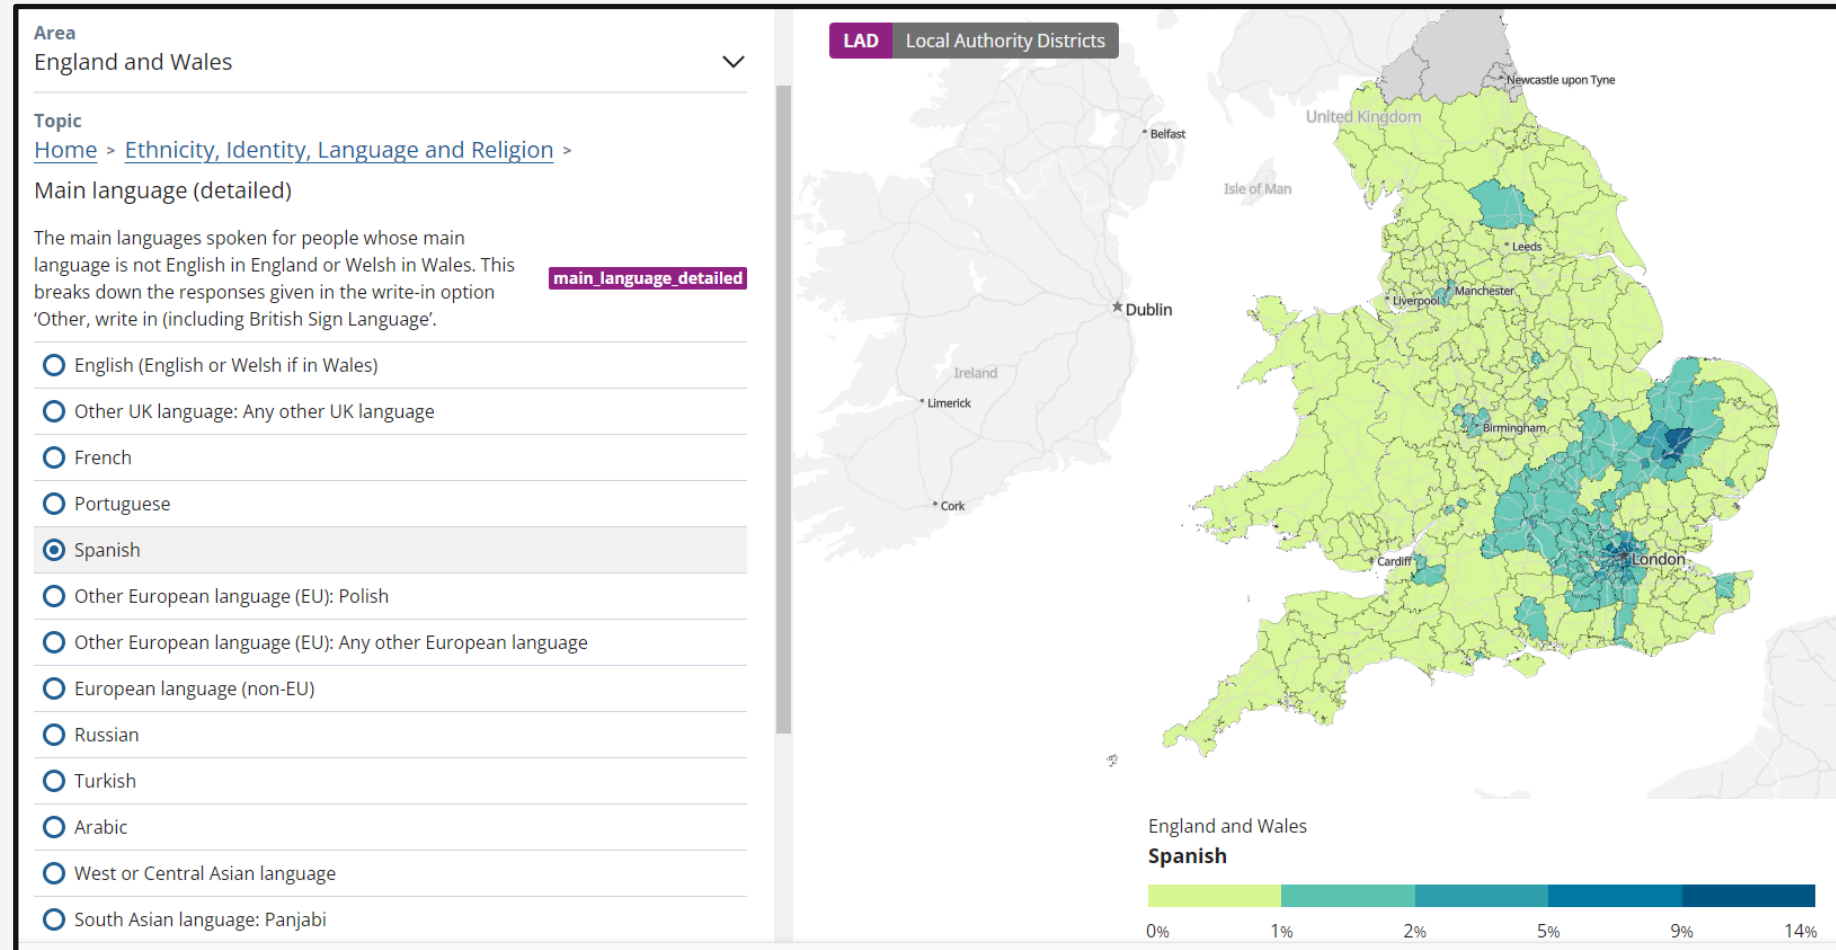 Area
England and Wales
Topic
Home > Ethnicity, Identity, Language and Religion >
Main language (detailed)
The main languages spoken for people whose main
language is not English in England or Welsh in Wales. This
breaks down the responses given in the write-in option
‘Other, write in (including British Sign Language’.
main_language_detailed
English (English or Welsh if in Wales)
Other UK language: Any other UK language
French
Portuguese
Spanish
Other European language (EU): Polish
Other European language (EU): Any other European language
European language (non-EU)
Russian
Turkish
Arabic
West or Central Asian language
South Asian language: Panjabi
LAD Local Authority Districts
Newcastle upon Tyne
United Kingdom
Belfast
Isle of Man
Leeds
Manchester
Liverpool
Dublin
Ireland
Limerick
Birmingham
Cork
Cardiff
London
England and Wales
Spanish
0% 1% 2% 5% 9% 14%